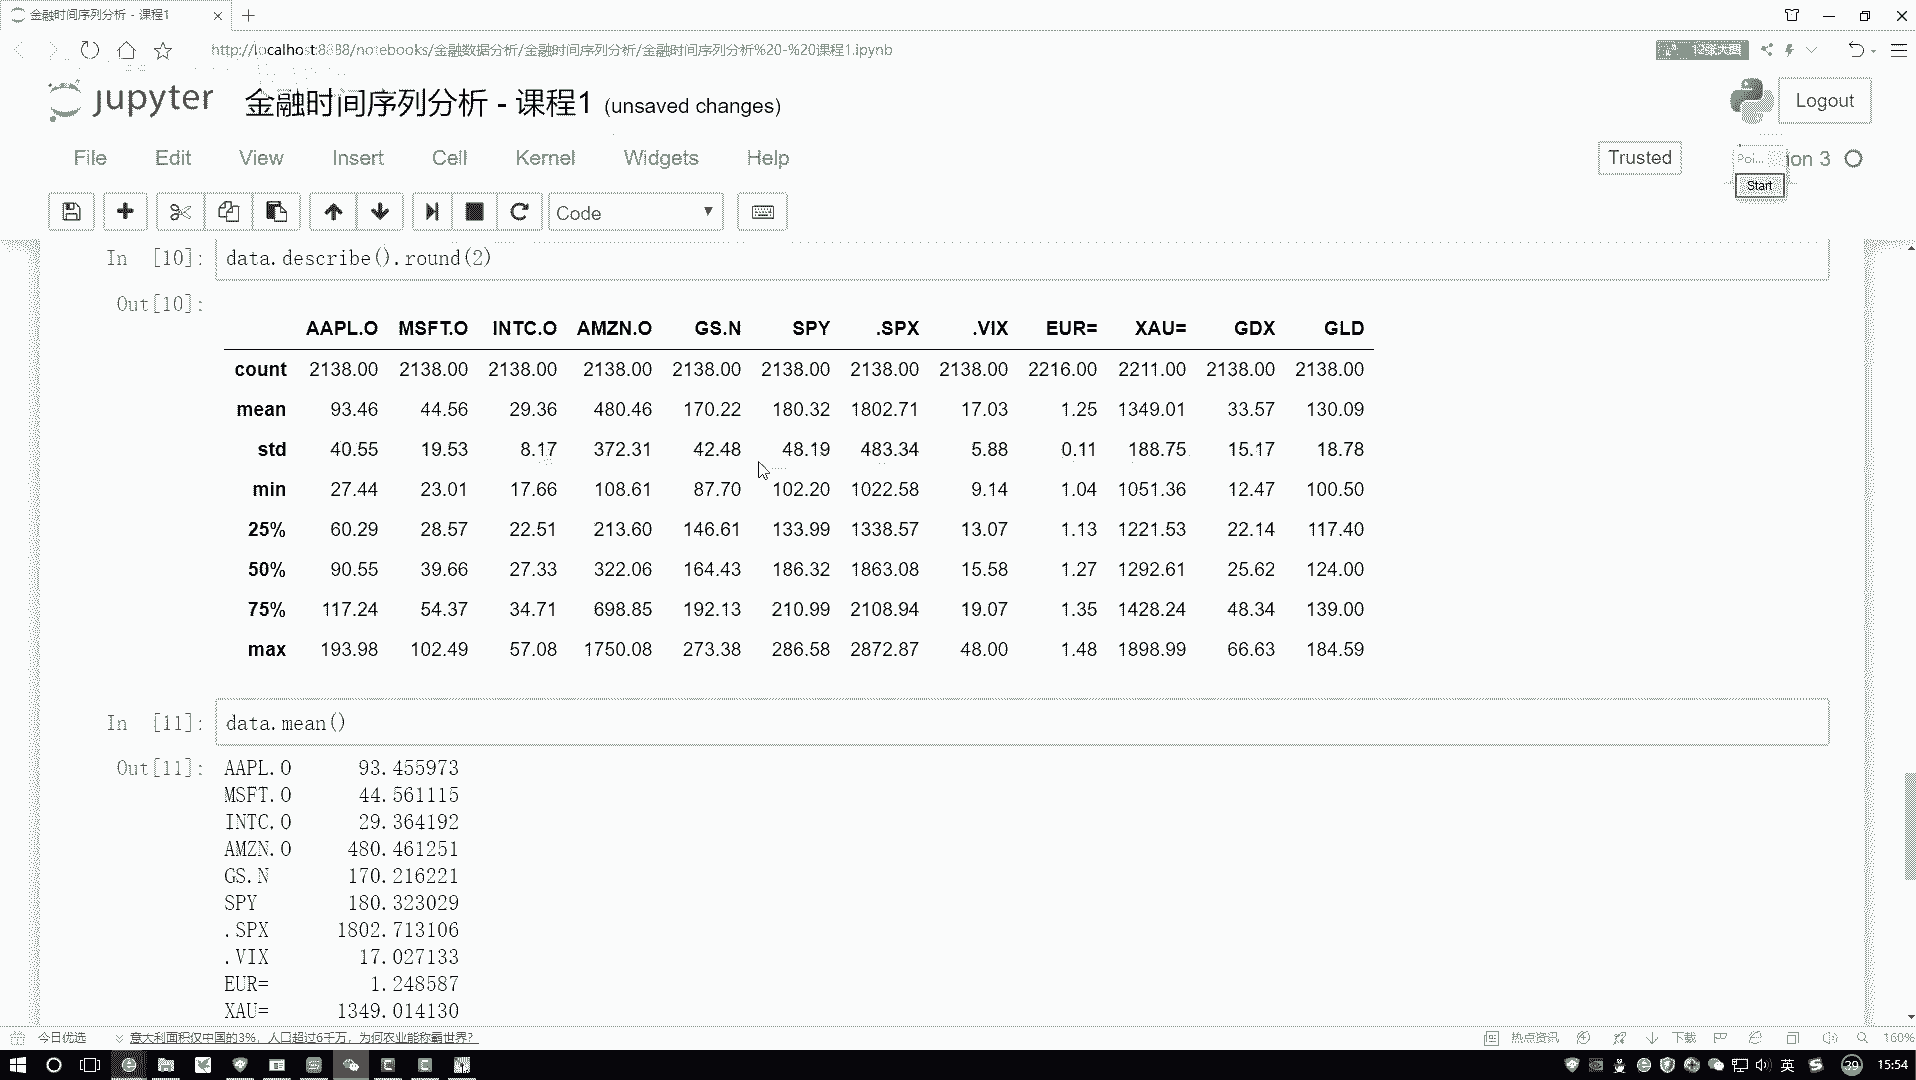 金融时间序列分析 - 课程1
http://localhost:8888/notebooks/金融数据分析/金融时间序列分析/金融时间序列分析%20-%20课程1.ipynb
jupyter 金融时间序列分析 - 课程1 (unsaved changes)
Logout
File Edit View Insert Cell Kernel Widgets Help
Trusted
Poi... ion 3
Start
Code
In [10]: data.describe().round(2)
Out[10]:
AAPL.O MSFT.O INTC.O AMZN.O GS.N SPY .SPX .VIX EUR= XAU= GDX GLD
count 2138.00 2138.00 2138.00 2138.00 2138.00 2138.00 2138.00 2138.00 2216.00 2211.00 2138.00 2138.00
mean 93.46 44.56 29.36 480.46 170.22 180.32 1802.71 17.03 1.25 1349.01 33.57 130.09
std 40.55 19.53 8.17 372.31 42.48 48.19 483.34 5.88 0.11 188.75 15.17 18.78
min 27.44 23.01 17.66 108.61 87.70 102.20 1022.58 9.14 1.04 1051.36 12.47 100.50
25% 60.29 28.57 22.51 213.60 146.61 133.99 1338.57 13.07 1.13 1221.53 22.14 117.40
50% 90.55 39.66 27.33 322.06 164.43 186.32 1863.08 15.58 1.27 1292.61 25.62 124.00
75% 117.24 54.37 34.71 698.85 192.13 210.99 2108.94 19.07 1.35 1428.24 48.34 139.00
max 193.98 102.49 57.08 1750.08 273.38 286.58 2872.87 48.00 1.48 1898.99 66.63 184.59
In [11]: data.mean()
Out[11]: AAPL.O 93.455973
MSFT.O 44.561115
INTC.O 29.364192
AMZN.O 480.461251
GS.N 170.216221
SPY 180.323029
.SPX 1802.713106
.VIX 17.027133
EUR= 1.248587
XAU= 1349.014130
今日优选 意大利面积仅中国的3%，人口超过6千万，为何农业能称霸世界？ 热点资讯 下载 160%
英 39 15:54